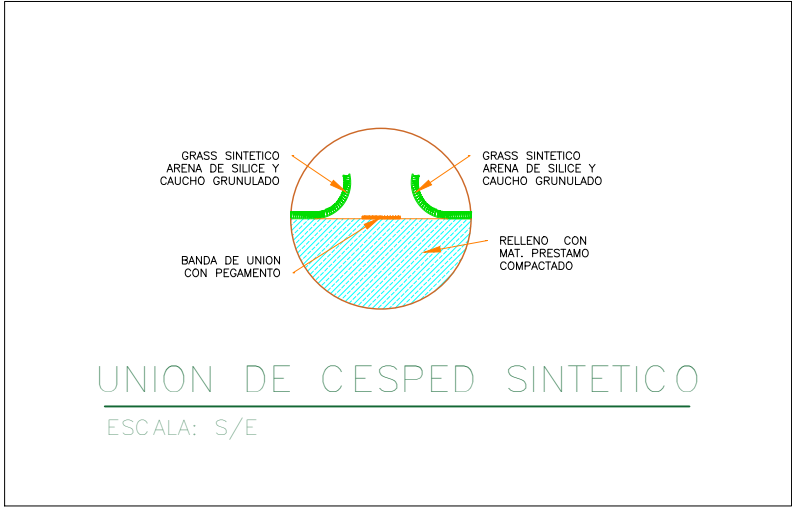 GRASS SINTETICO
ARENA DE SILICE Y
CAUCHO GRUNULADO
GRASS SINTETICO
ARENA DE SILICE Y
CAUCHO GRUNULADO
BANDA DE UNION
CON PEGAMENTO
RELLENO CON
MAT. PRESTAMO
COMPACTADO
UNION DE CESPED SINTETICO
ESCALA: S/E